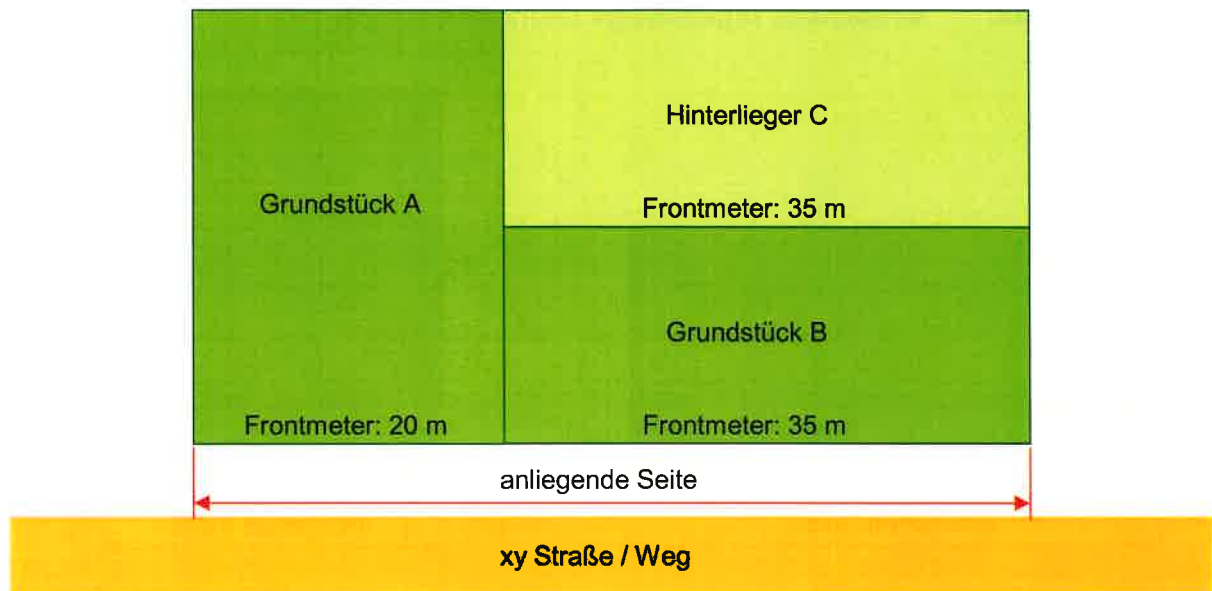 Hinterlieger C
Grundstück A
Frontmeter: 35 m
Grundstück B
Frontmeter: 20 m
Frontmeter: 35 m
anliegende Seite
xy Straße / Weg